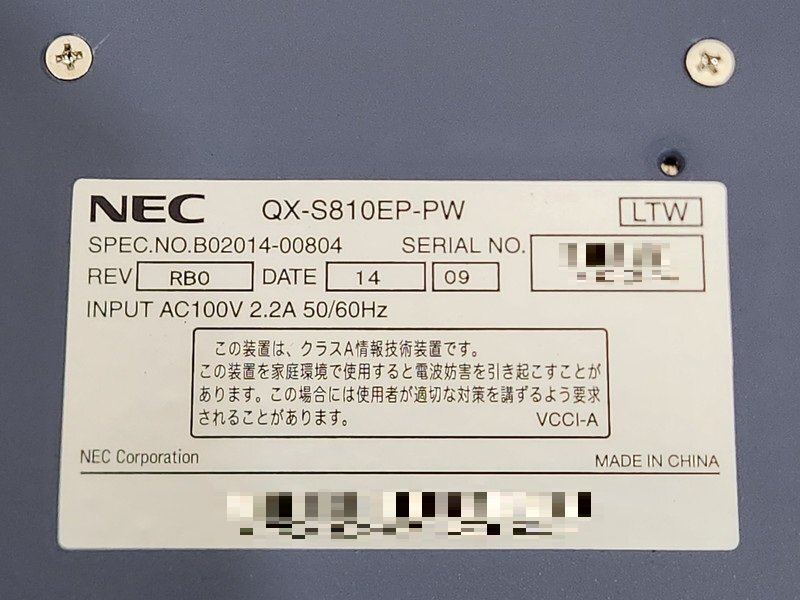 NEC QX-S810EP-PW LTW
SPEC.NO.B02014-00804 SERIAL NO.
REV RB0 DATE 14 09
INPUT AC100V 2.2A 50/60Hz
この装置は、クラスA情報技術装置です。
この装置を家庭環境で使用すると電波妨害を引き起こすことが
あります。この場合には使用者が適切な対策を講ずるよう要求
されることがあります。 VCCI-A
NEC Corporation MADE IN CHINA